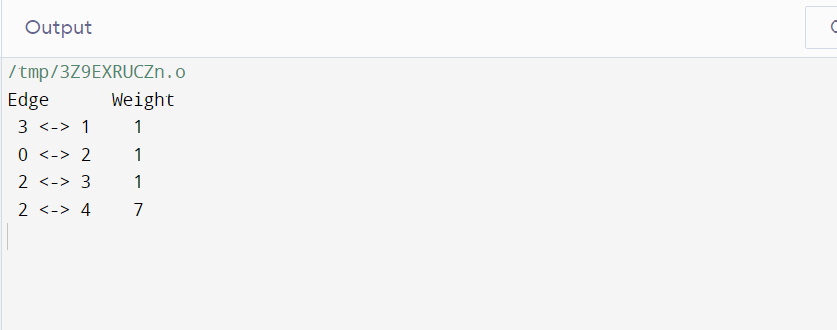 Output
/tmp/3Z9EXRUCZn.o
Edge      Weight
 3 <-> 1    1
 0 <-> 2    1
 2 <-> 3    1
 2 <-> 4    7